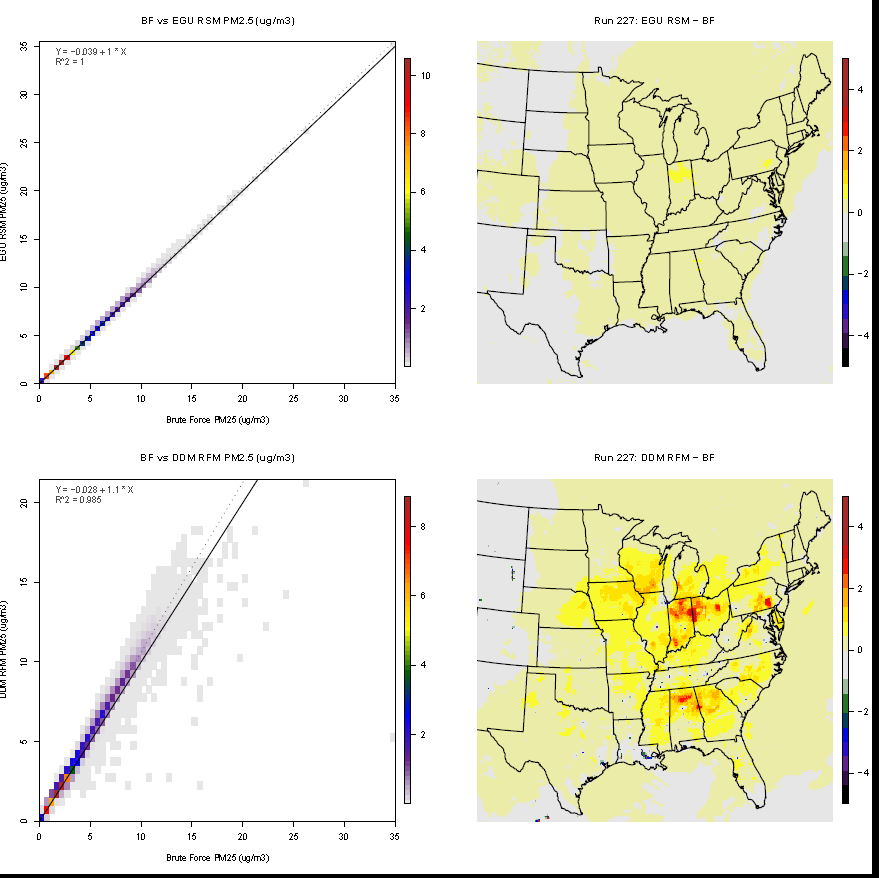 BF vs EGU RSM PM2.5 (ug/m3)
Y = −0.039 + 1 * X
R^2 = 1
EGU RSM PM25 (ug/m3)
0 5 10 15 20 25 30 35
0 5 10 15 20 25 30 35
Brute Force PM25 (ug/m3)
10
8
6
4
2
Run 227: EGU RSM − BF
4
2
0
−2
−4
BF vs DDM RFM PM2.5 (ug/m3)
Y = −0.028 + 1.1 * X
R^2 = 0.985
DDM RFM PM25 (ug/m3)
0 5 10 15 20
0 5 10 15 20 25 30 35
Brute Force PM25 (ug/m3)
8
6
4
2
Run 227: DDM RFM − BF
4
2
0
−2
−4